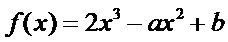 f(x) = 2x³ − ax² + b